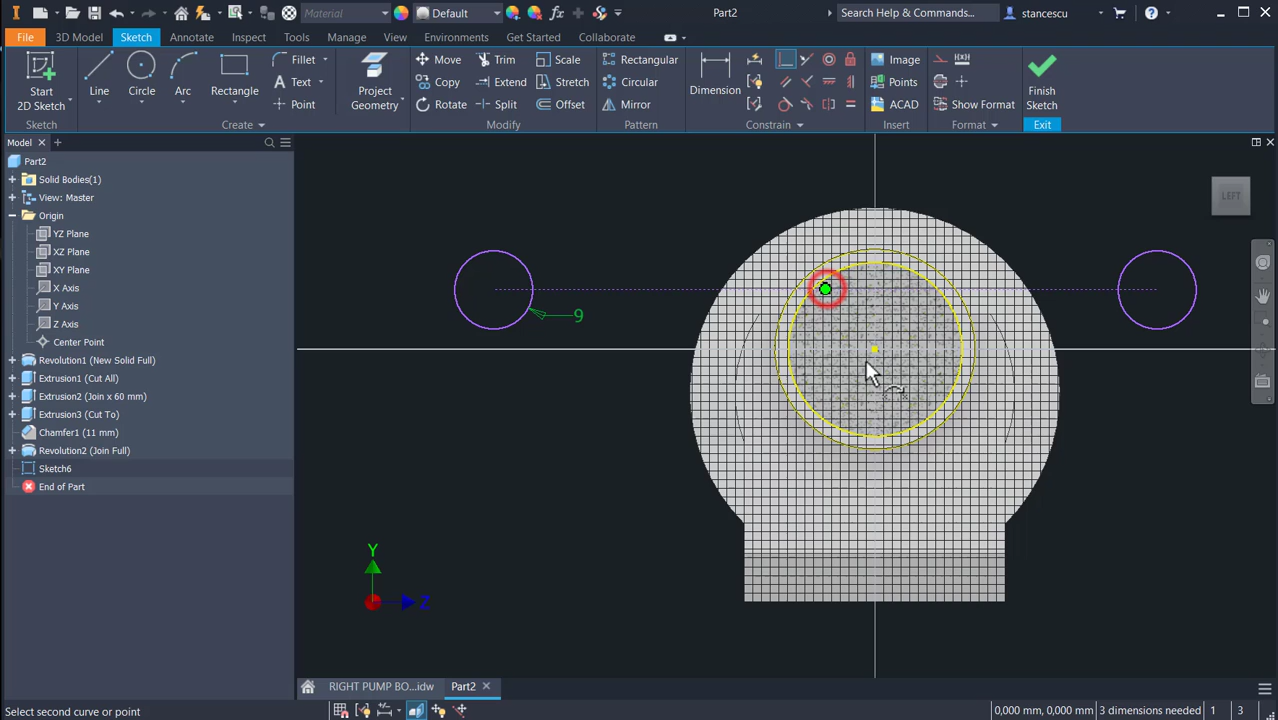 Material
Default
Part2
Search Help & Commands...
stancescu
File
3D Model
Sketch
Annotate
Inspect
Tools
Manage
View
Environments
Get Started
Collaborate
Start
2D Sketch
Line
Circle
Arc
Rectangle
Fillet
Text
Point
Project
Geometry
Move
Copy
Rotate
Trim
Extend
Split
Scale
Stretch
Offset
Rectangular
Circular
Mirror
Dimension
Image
Points
ACAD
Show Format
Finish
Sketch
Sketch
Create
Modify
Pattern
Constrain
Insert
Format
Exit
Model
Part2
Solid Bodies(1)
View: Master
Origin
YZ Plane
XZ Plane
XY Plane
X Axis
Y Axis
Z Axis
Center Point
Revolution1 (New Solid Full)
Extrusion1 (Cut All)
Extrusion2 (Join x 60 mm)
Extrusion3 (Cut To)
Chamfer1 (11 mm)
Revolution2 (Join Full)
Sketch6
End of Part
LEFT
9
Y
Z
RIGHT PUMP BO...idw
Part2
Select second curve or point
0,000 mm, 0,000 mm
3 dimensions needed
1
3